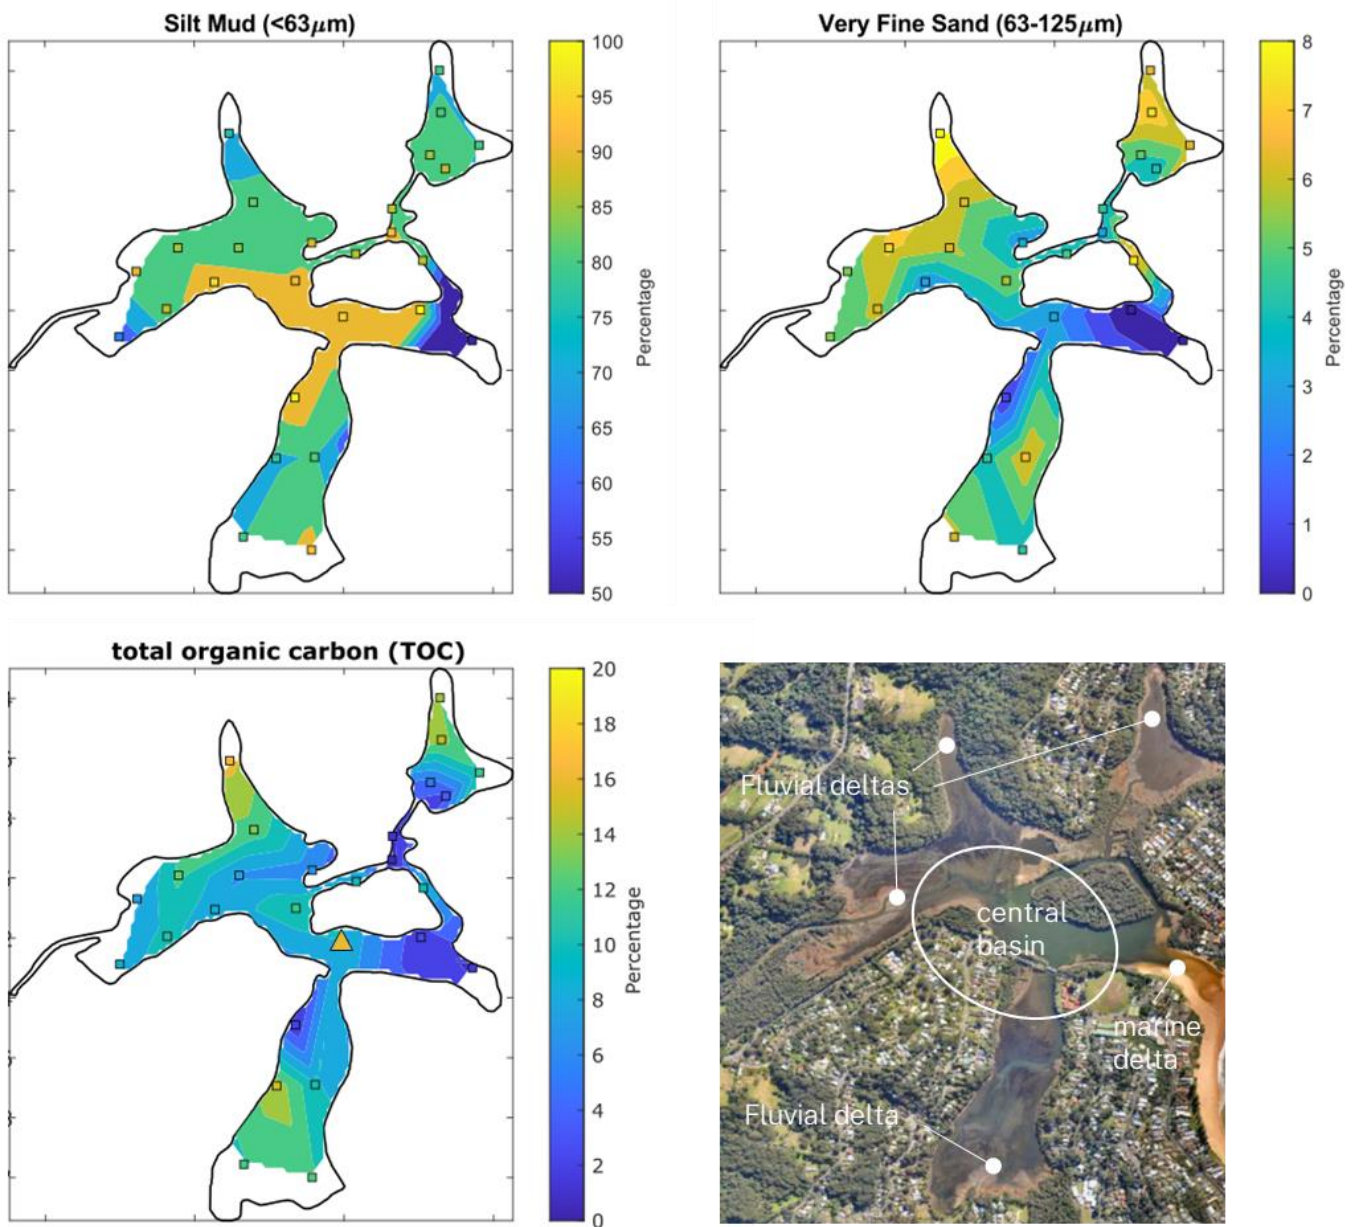 Silt Mud (<63μm)
100
95
90
85
80
75
70
65
60
55
50
Percentage
Very Fine Sand (63-125μm)
8
7
6
5
4
3
2
1
0
Percentage
total organic carbon (TOC)
20
18
16
14
12
10
8
6
4
2
0
Percentage
Fluvial deltas
central
basin
marine
delta
Fluvial delta